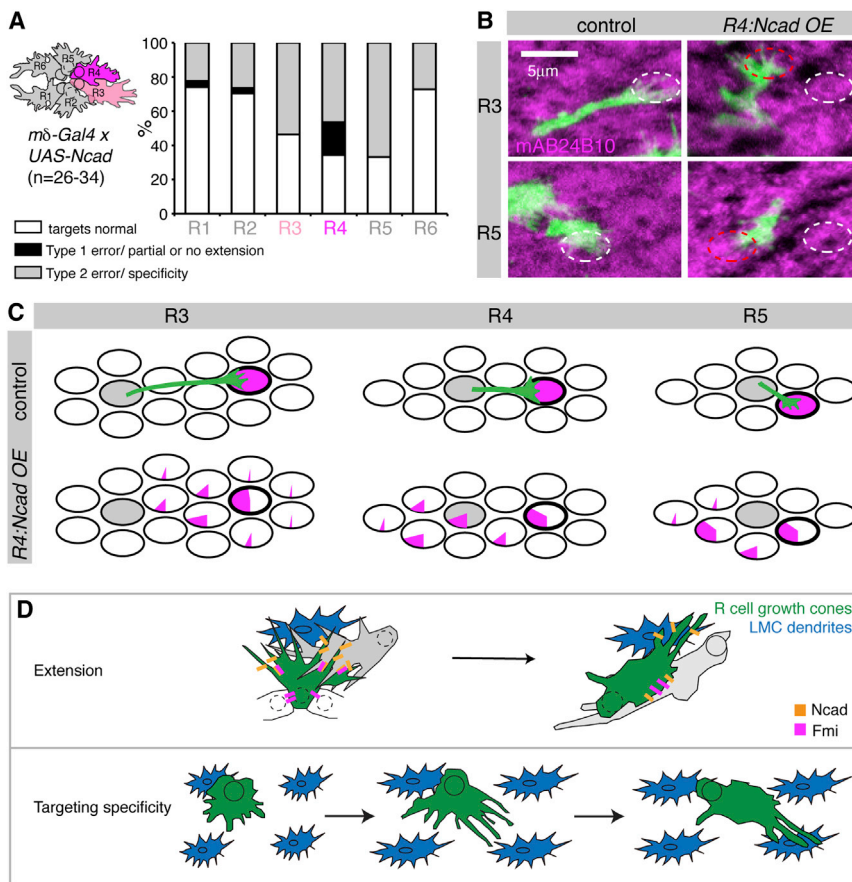 A
R6
R5
R4
R1
R2
R3
mδ-Gal4 x
UAS-Ncad
(n=26-34)
%
100
80
60
40
20
0
R1 R2 R3 R4 R5 R6
targets normal
Type 1 error/ partial or no extension
Type 2 error/ specificity
B
control R4:Ncad OE
5μm
R3
mAB24B10
R5
C
R3 R4 R5
control
R4:Ncad OE
D
R cell growth cones
LMC dendrites
Extension
Ncad
Fmi
Targeting specificity